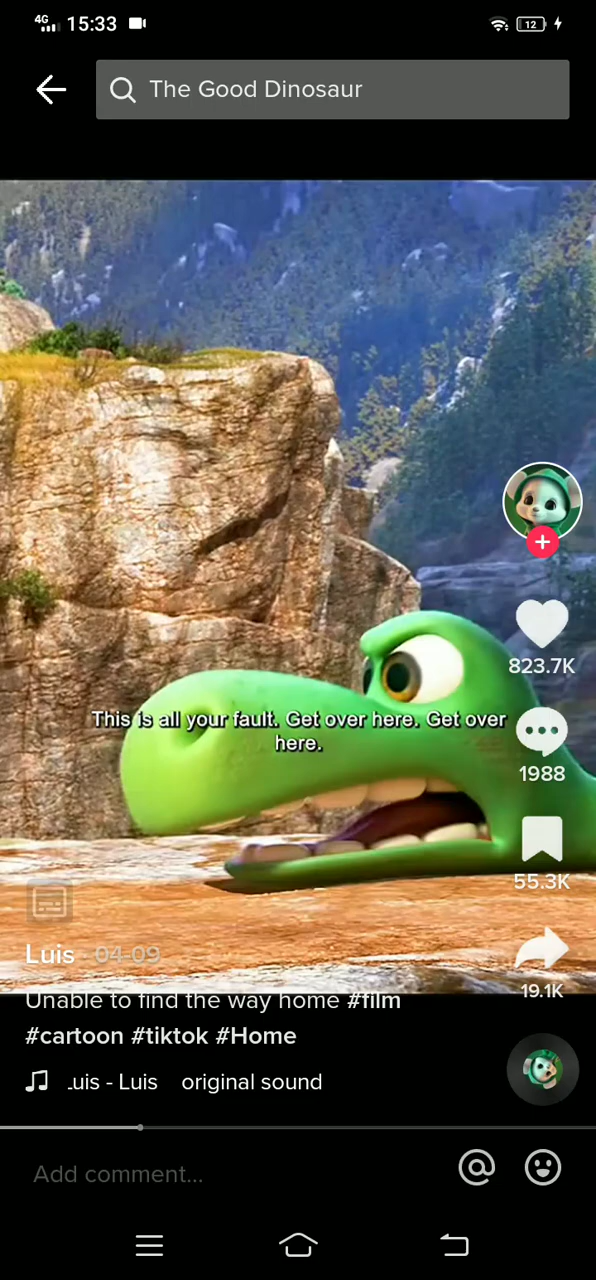 4G
15:33
12
The Good Dinosaur
823.7K
This is all your fault. Get over here. Get over
here.
1988
55.3K
Luis · 04-09
19.1K
Unable to find the way home #film
#cartoon #tiktok #Home
uis - Luis original sound
Add comment...
@